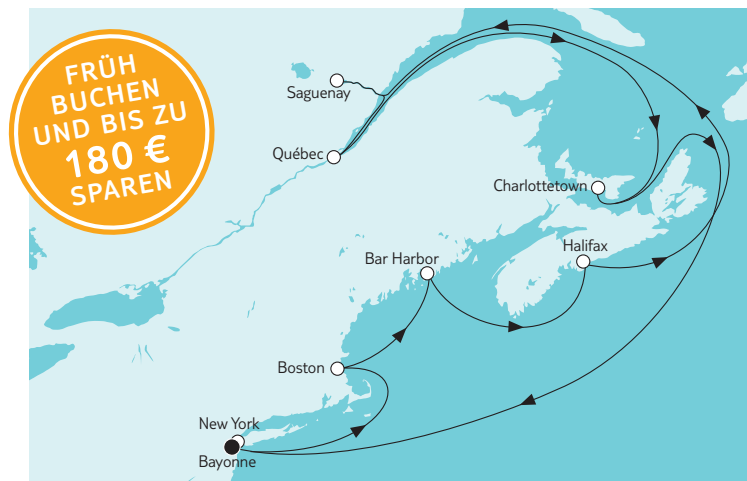 FRÜH
BUCHEN
UND BIS ZU
180 €
SPAREN
Saguenay
Québec
Charlottetown
Halifax
Bar Harbor
Boston
New York
Bayonne